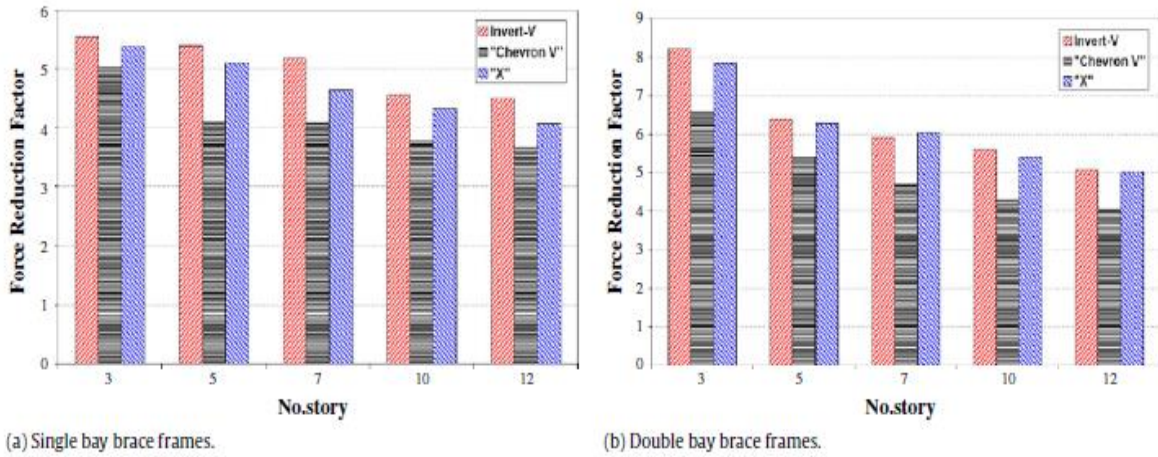 6
5
4
3
2
1
0
Force Reduction Factor
Invert-V
"Chevron V"
"X"
3 5 7 10 12
No.story
(a) Single bay brace frames.
9
8
7
6
5
4
3
2
1
0
Force Reduction Factor
Invert-V
"Chevron V"
"X"
3 5 7 10 12
No.story
(b) Double bay brace frames.